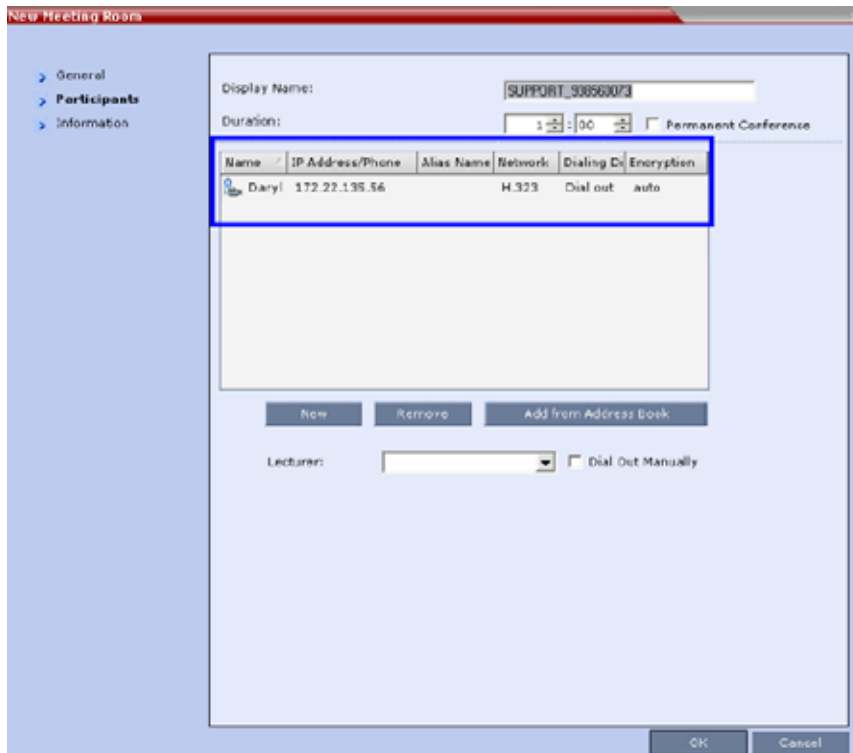 New Meeting Room
General
Participants
Information
Display Name: SUPPORT_938560073
Duration: 1 : 00 Permanent Conference
Name IP Address/Phone Alias Name Network Dialing Di Encryption
Daryl 172.22.135.56 H.323 Dial out auto
New Remove Add from Address Book
Lecturer: Dial Out Manually
OK Cancel